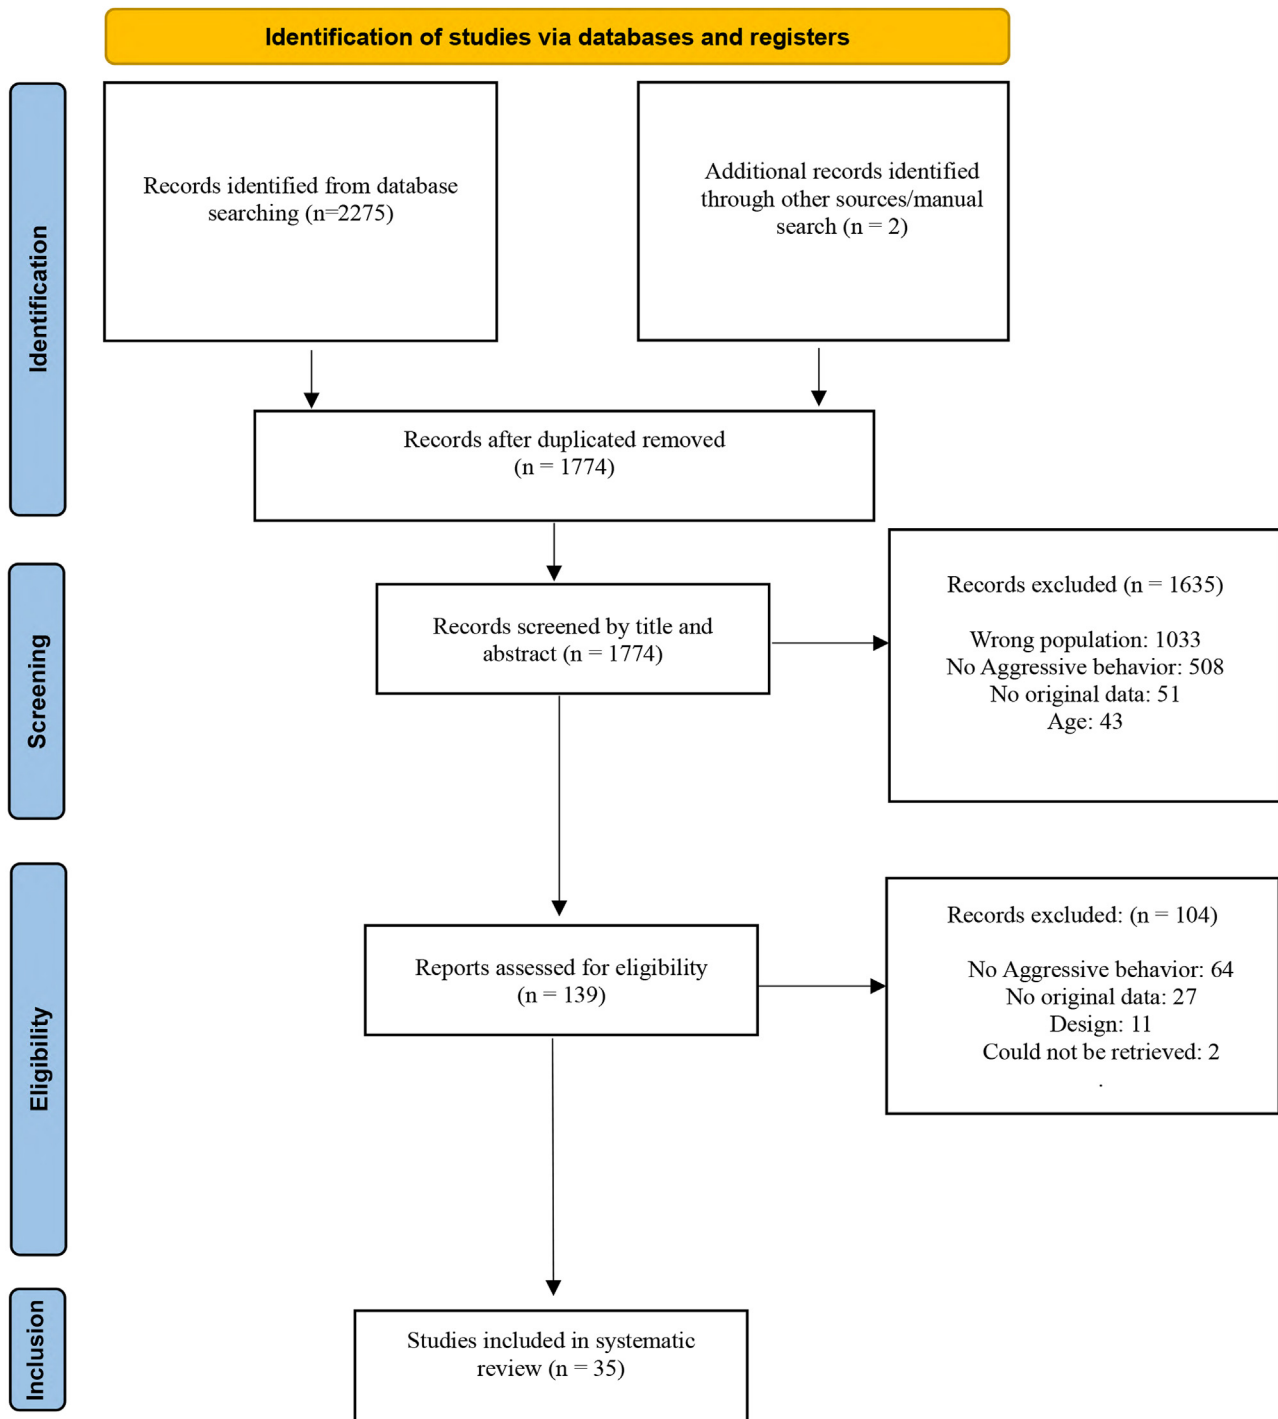 Identification of studies via databases and registers
Identification
Records identified from database
searching (n=2275)
Additional records identified
through other sources/manual
search (n = 2)
Records after duplicated removed
(n = 1774)
Screening
Records screened by title and
abstract (n = 1774)
Records excluded (n = 1635)
Wrong population: 1033
No Aggressive behavior: 508
No original data: 51
Age: 43
Eligibility
Reports assessed for eligibility
(n = 139)
Records excluded: (n = 104)
No Aggressive behavior: 64
No original data: 27
Design: 11
Could not be retrieved: 2
.
Inclusion
Studies included in systematic
review (n = 35)